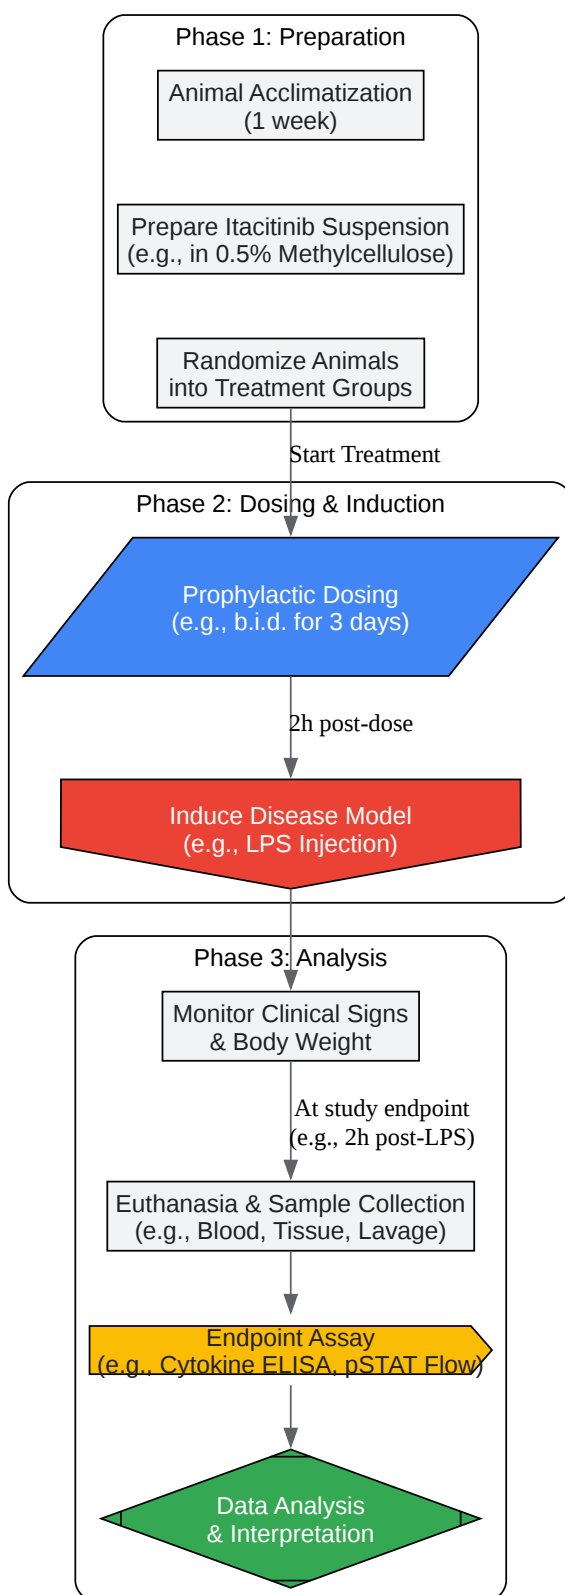 Phase 1: Preparation
Animal Acclimatization
(1 week)
Prepare Itacitinib Suspension
(e.g., in 0.5% Methylcellulose)
Randomize Animals
into Treatment Groups
Start Treatment
Phase 2: Dosing & Induction
Prophylactic Dosing
(e.g., b.i.d. for 3 days)
2h post-dose
Induce Disease Model
(e.g., LPS Injection)
Phase 3: Analysis
Monitor Clinical Signs
& Body Weight
At study endpoint
(e.g., 2h post-LPS)
Euthanasia & Sample Collection
(e.g., Blood, Tissue, Lavage)
Endpoint Assay
(e.g., Cytokine ELISA, pSTAT Flow)
Data Analysis
& Interpretation